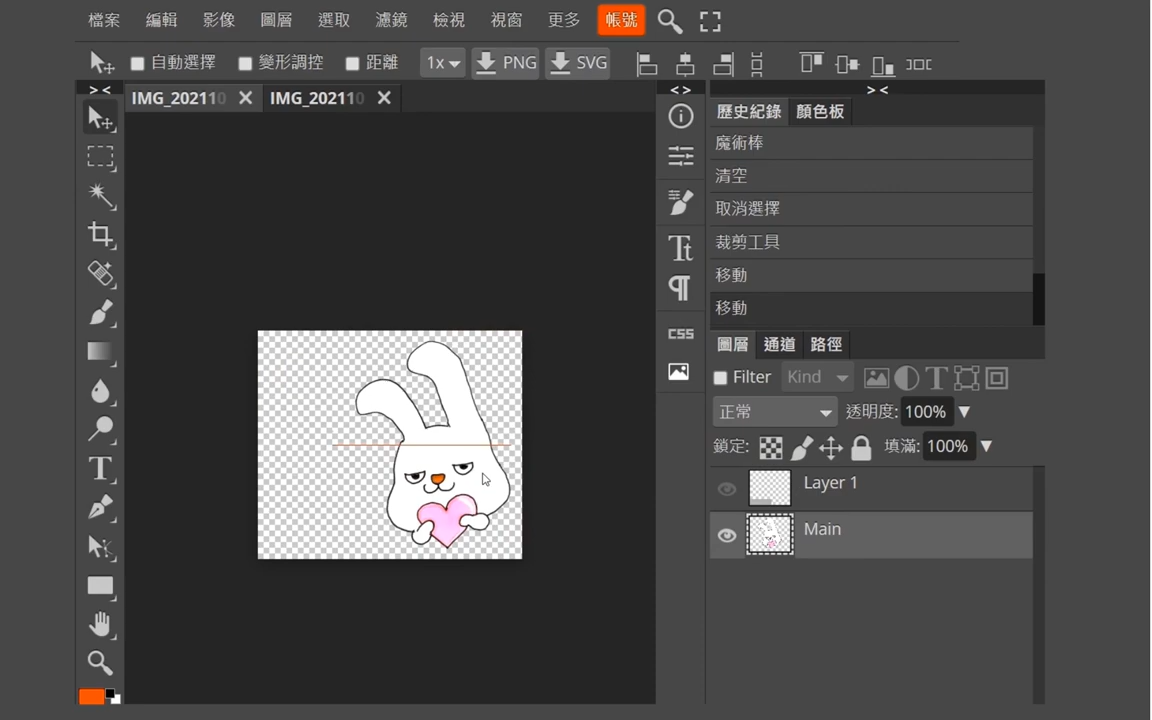 檔案 編輯 影像 圖層 選取 濾鏡 檢視 視窗 更多 帳號
自動選擇 變形調控 距離 1x PNG SVG
> < IMG_202110 IMG_202110 < > > <
歷史紀錄 顏色板
魔術棒
清空
取消選擇
裁剪工具
移動
移動
CSS
圖層 通道 路徑
Filter Kind
正常 透明度: 100%
鎖定: 填滿: 100%
Layer 1
Main